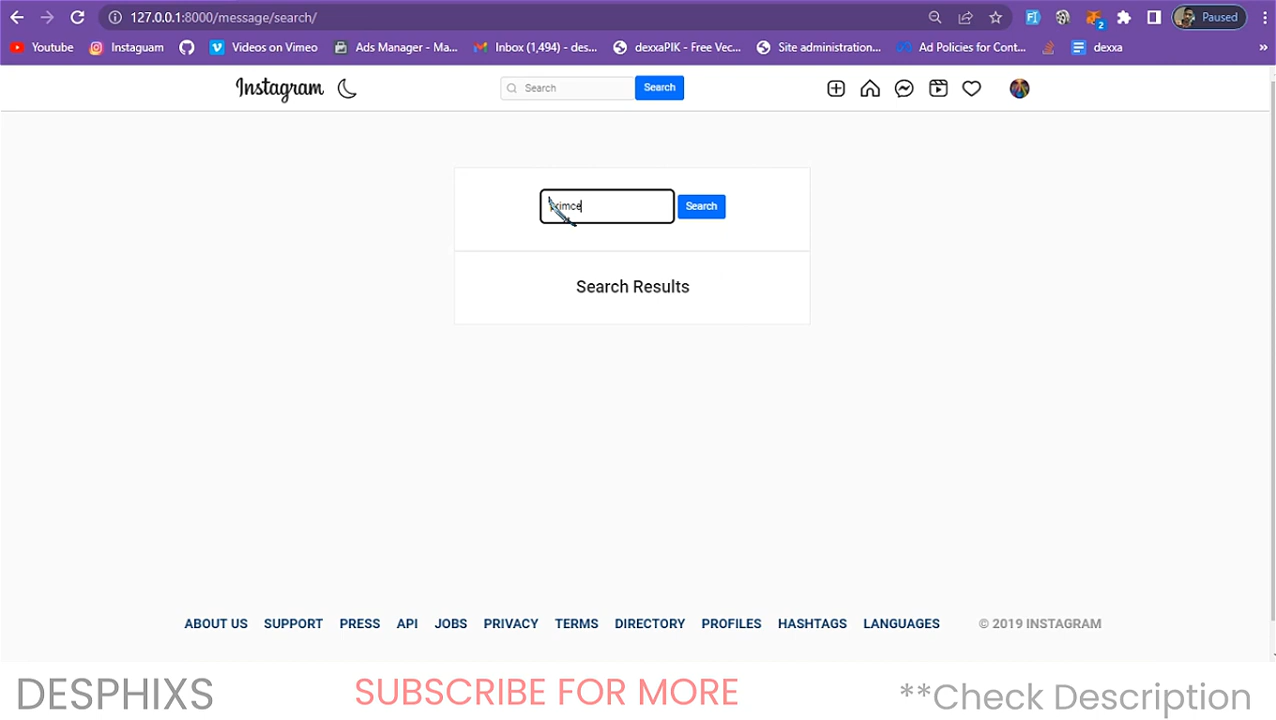 127.0.0.1:8000/message/search/
Paused
Youtube
Instaguam
Videos on Vimeo
Ads Manager - Ma...
Inbox (1,494) - des...
dexxaPIK - Free Vec...
Site administration...
Ad Policies for Cont...
dexxa
»
2
Instagram
Search
Search
Search
Search Results
ABOUT US SUPPORT PRESS API JOBS PRIVACY TERMS DIRECTORY PROFILES HASHTAGS LANGUAGES © 2019 INSTAGRAM
DESPHIXS
SUBSCRIBE FOR MORE
**Check Description